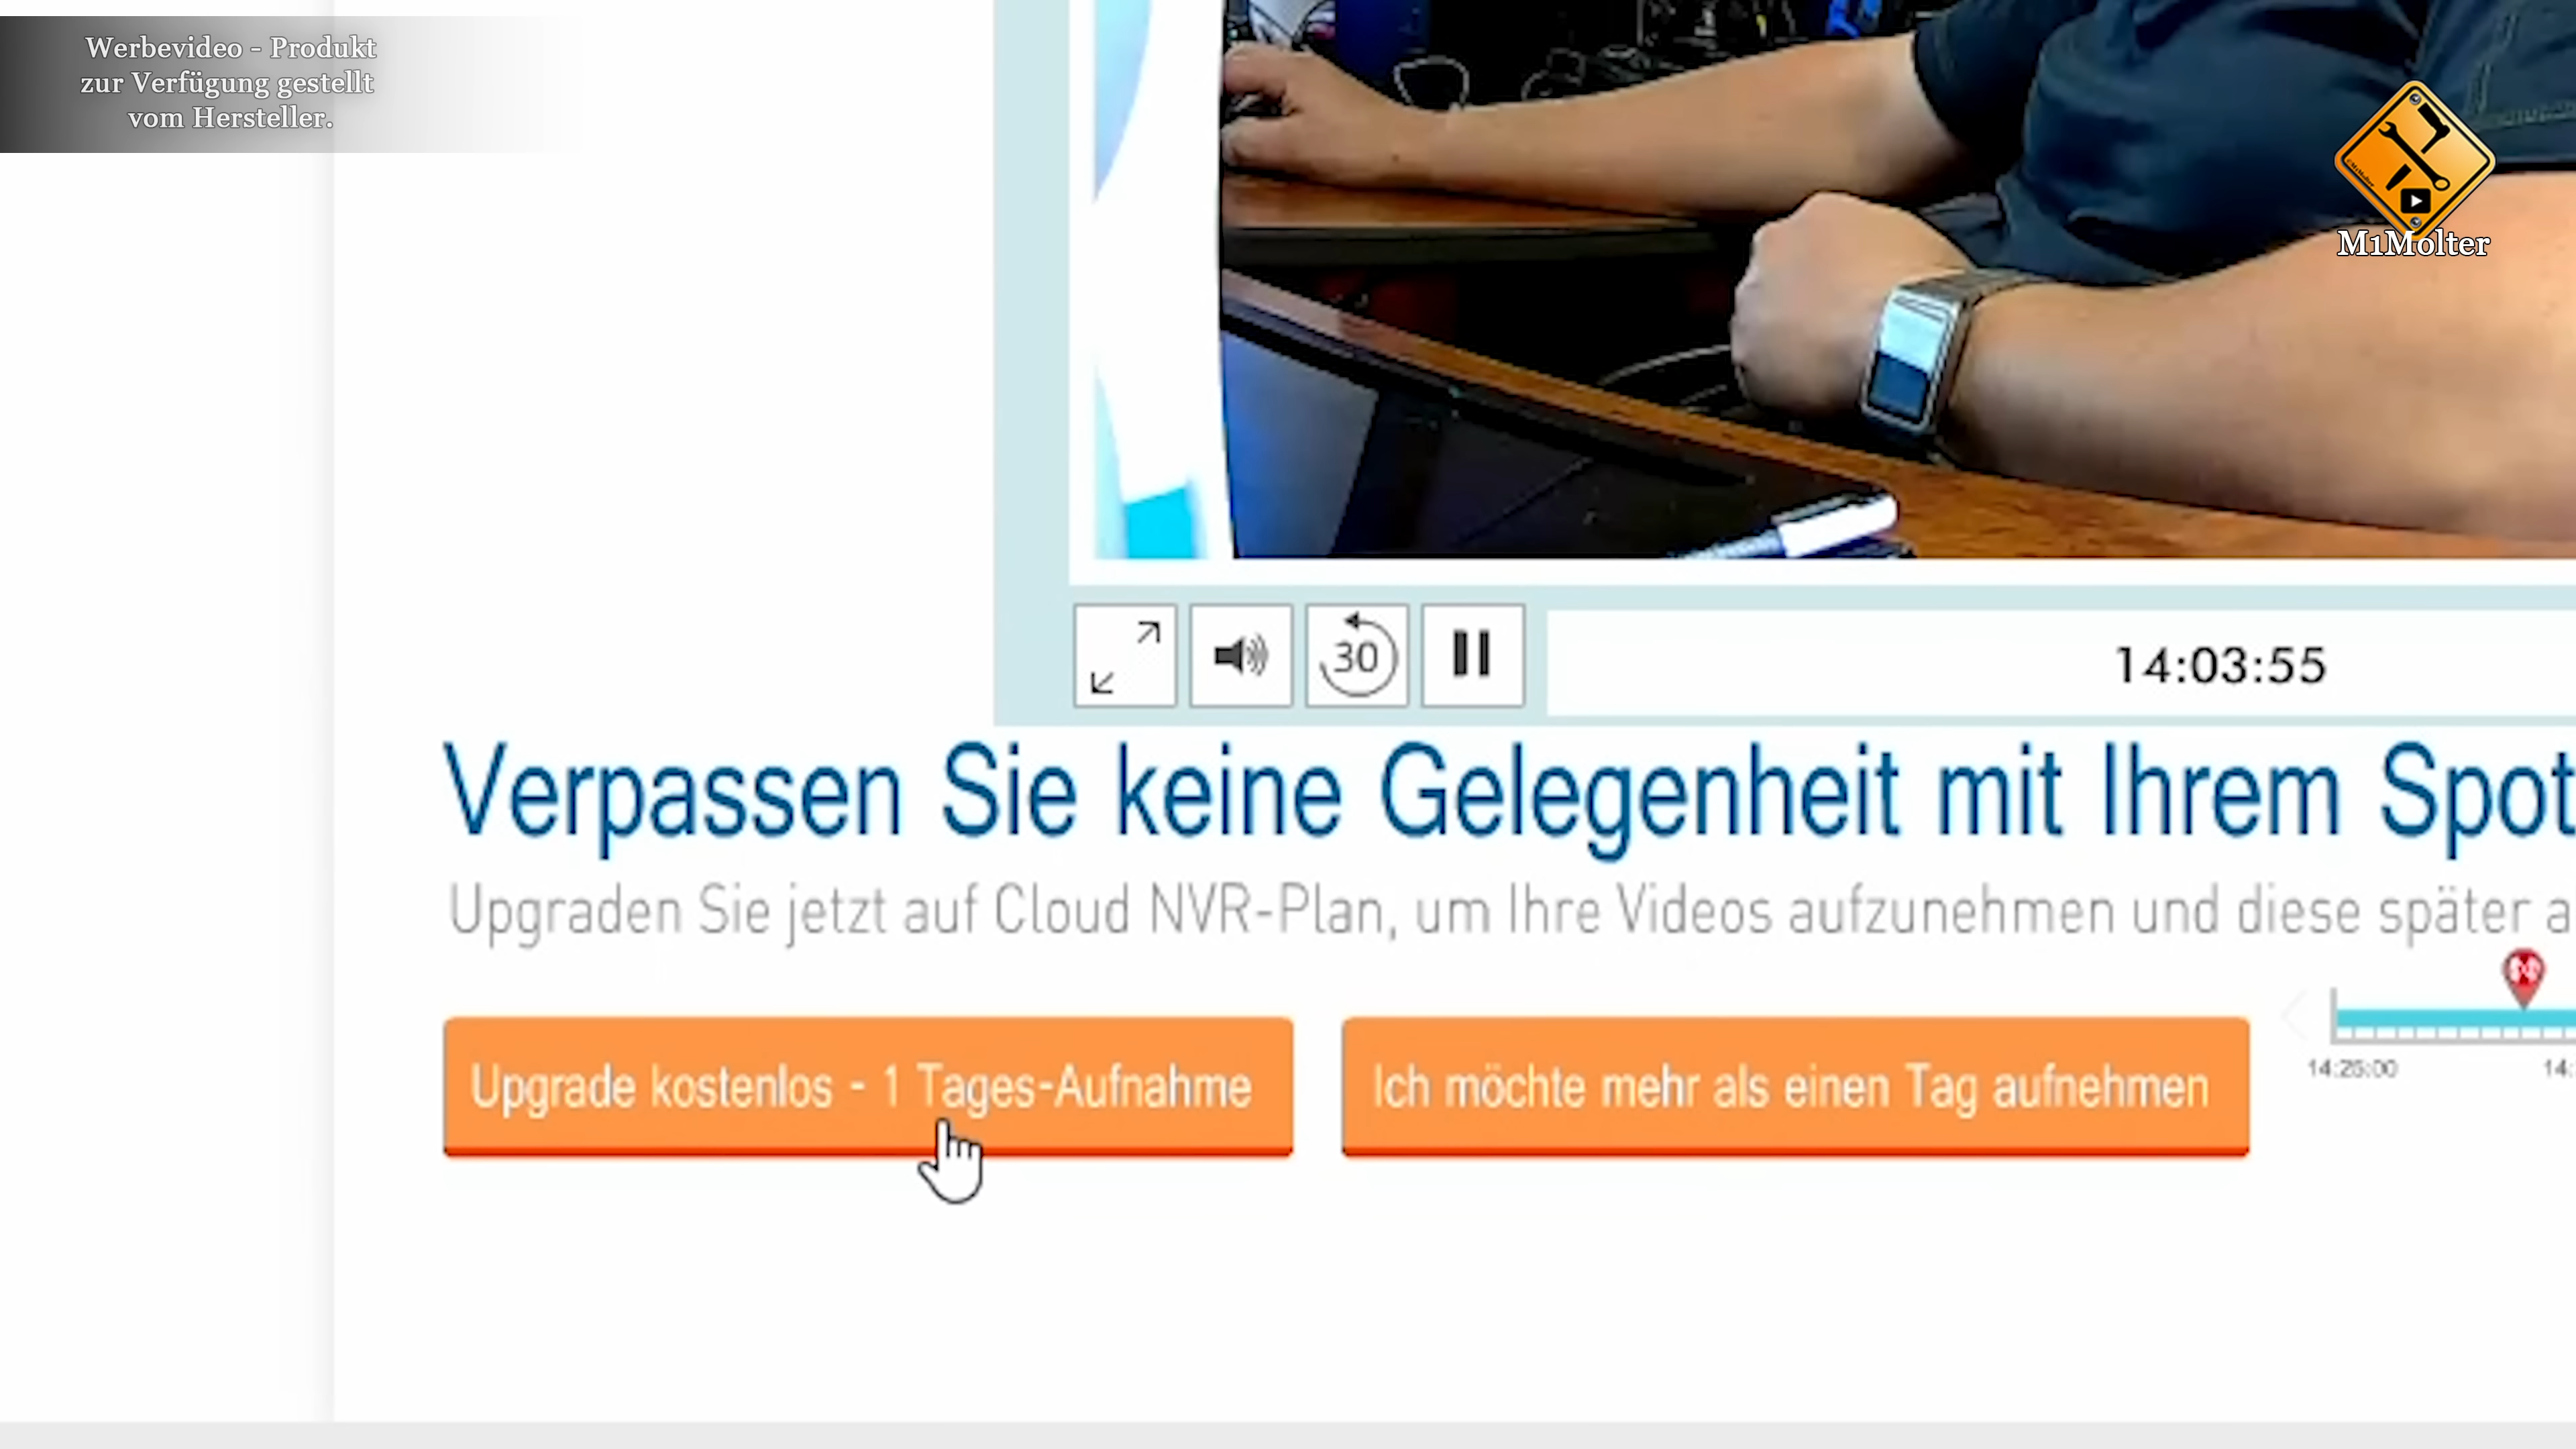 Werbevideo - Produkt
zur Verfügung gestellt
vom Hersteller.
M1Molter
30
14:03:55
Verpassen Sie keine Gelegenheit mit Ihrem Spot
Upgraden Sie jetzt auf Cloud NVR-Plan, um Ihre Videos aufzunehmen und diese später a
Upgrade kostenlos - 1 Tages-Aufnahme
Ich möchte mehr als einen Tag aufnehmen
14: